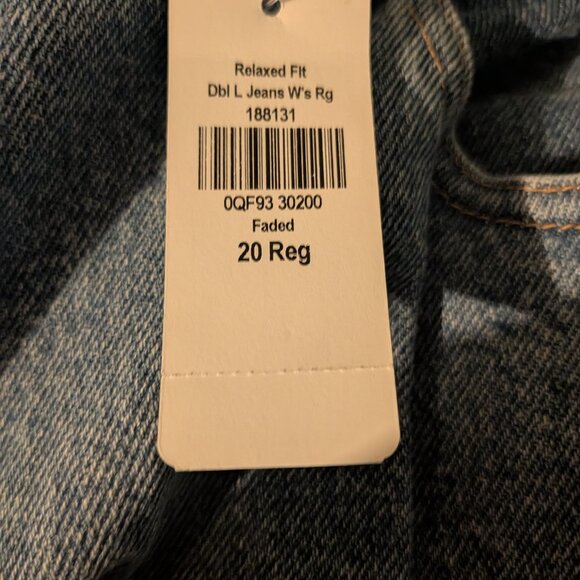 Relaxed Fit
Dbl L Jeans W's Rg
188131
0QF93 30200
Faded
20 Reg